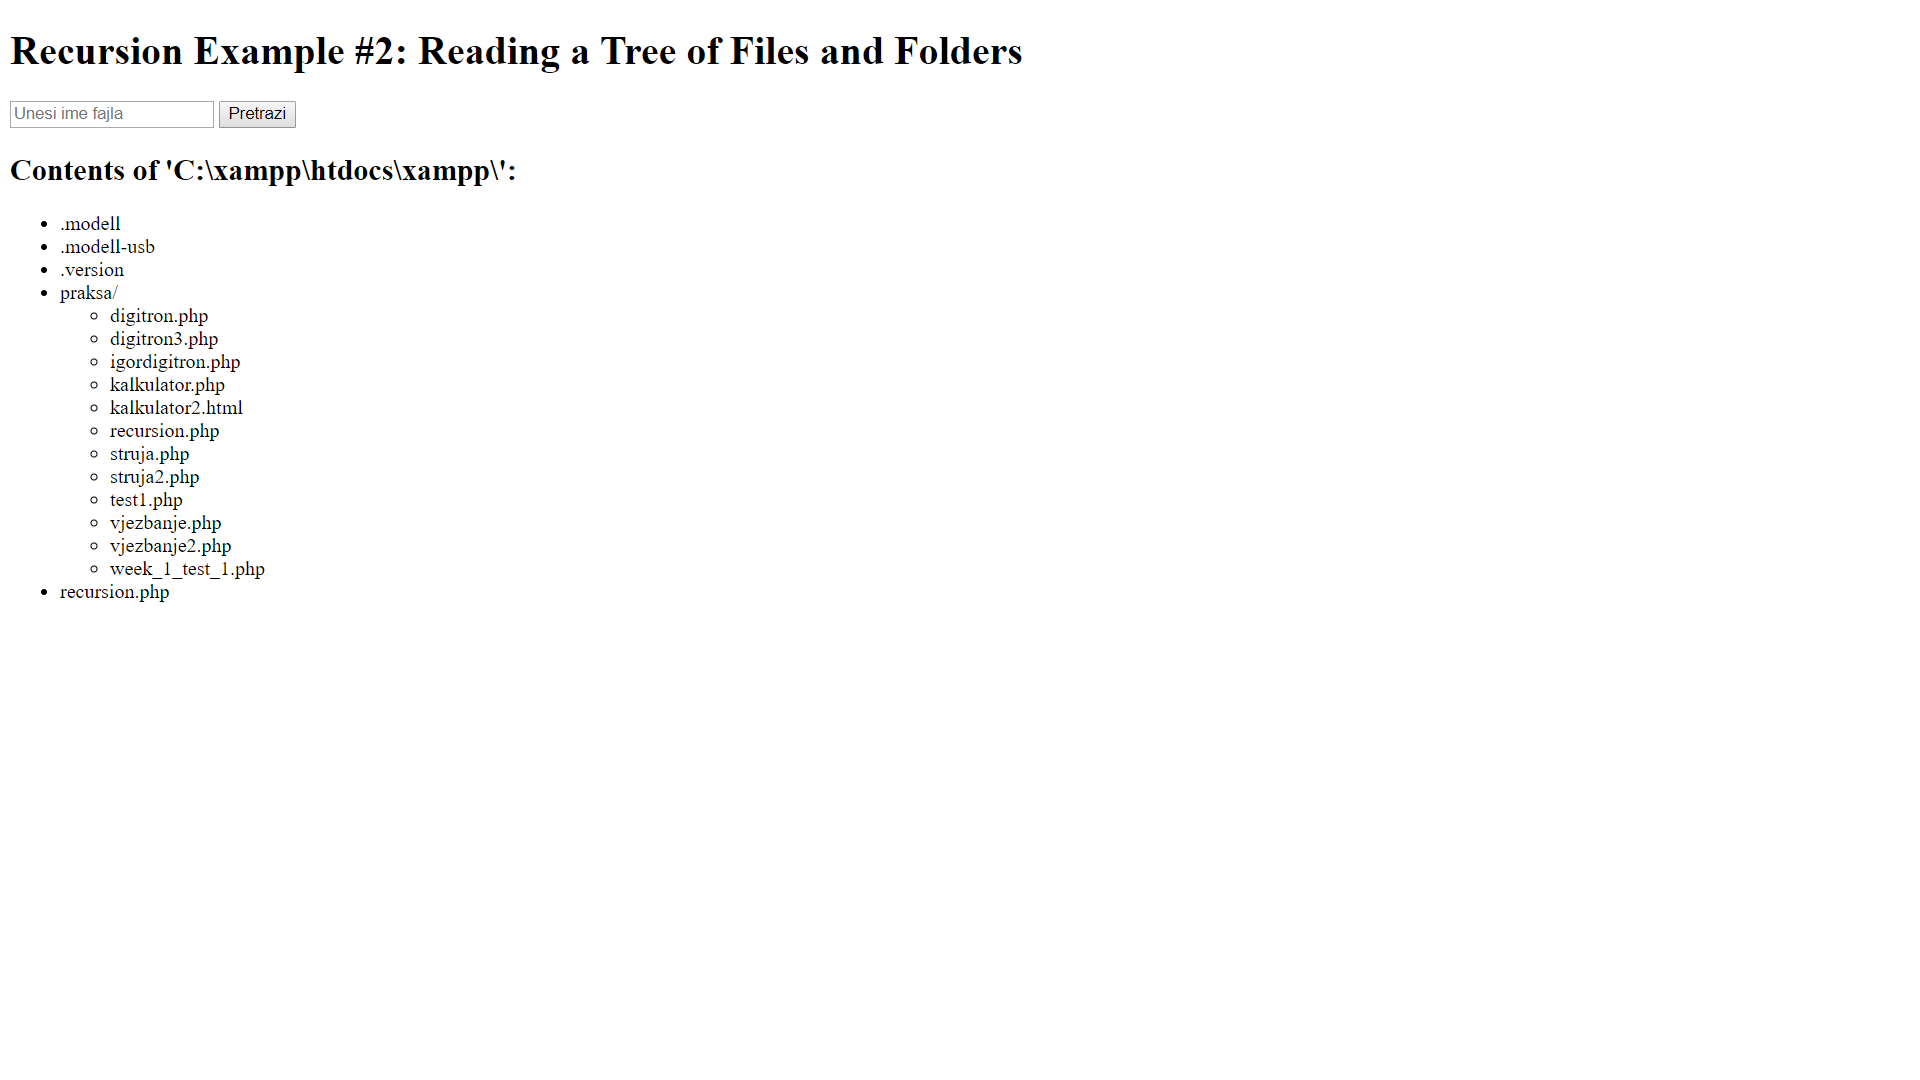 Recursion Example #2: Reading a Tree of Files and Folders
Unesi ime fajla Pretrazi
Contents of 'C:\xampp\htdocs\xampp\':
.modell
.modell-usb
.version
praksa/
digitron.php
digitron3.php
igordigitron.php
kalkulator.php
kalkulator2.html
recursion.php
struja.php
struja2.php
test1.php
vjezbanje.php
vjezbanje2.php
week_1_test_1.php
recursion.php